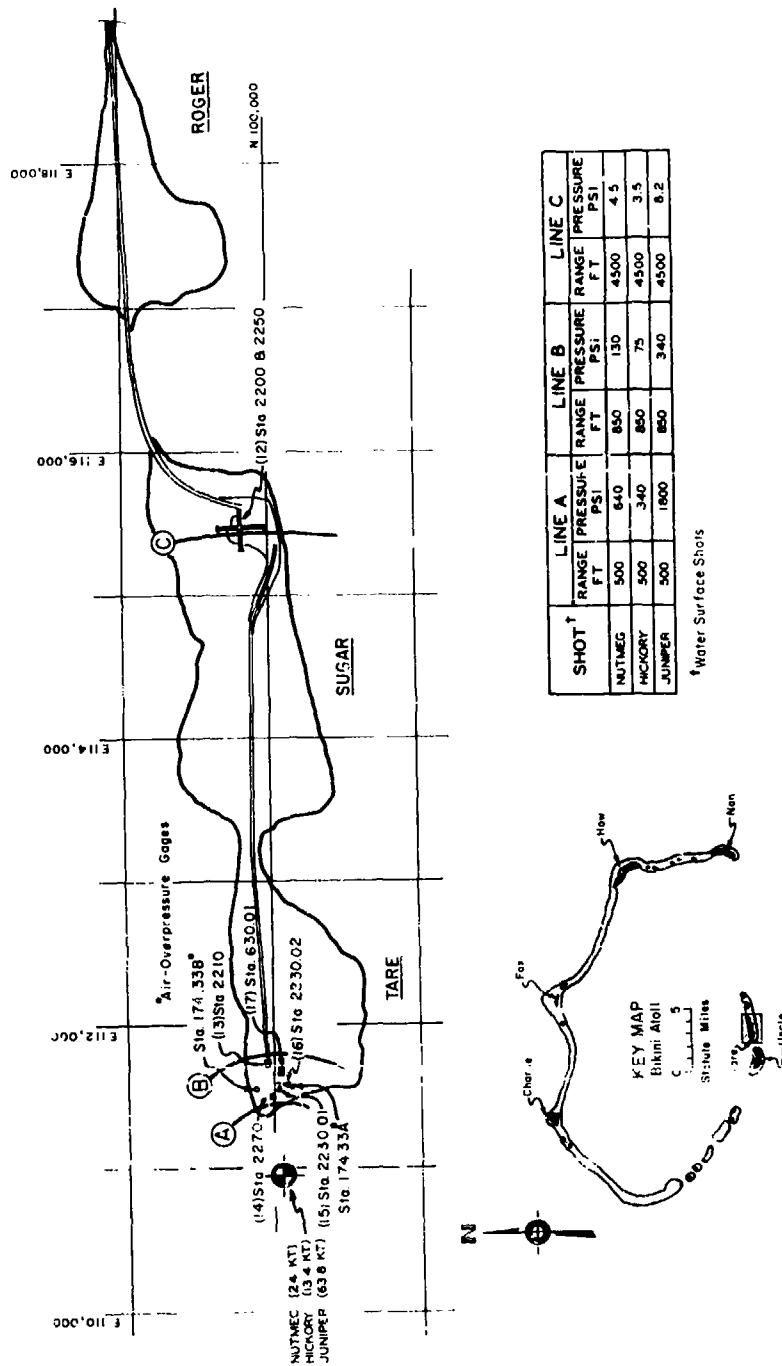 ROGER
E 118,000
N 100,000
E 116,000
(12) Sta 2200 & 2250
C
SUGAR
E 114,000
*Air-Overpressure Gages
Sta. 174.33B*
(13) Sta 2210
(17) Sta. 630.01
E 112,000
B
(16) Sta 2230.02
TARE
A
(14) Sta 2270
(15) Sta 2230.01
Sta. 174.33A
NUTMEG (24 KT)
HICKORY (13.4 KT)
JUNIPER (63.8 KT)
E 110,000
N
SHOT† LINE A LINE B LINE C
RANGE FT PRESSURE PSI RANGE FT PRESSURE PSI RANGE FT PRESSURE PSI
NUTMEG 500 640 850 130 4500 4.5
HICKORY 500 340 850 75 4500 3.5
JUNIPER 500 1800 850 340 4500 8.2
†Water Surface Shots
KEY MAP
Bikini Atoll
5
Statute Miles
Charlie
Fox
How
Nan